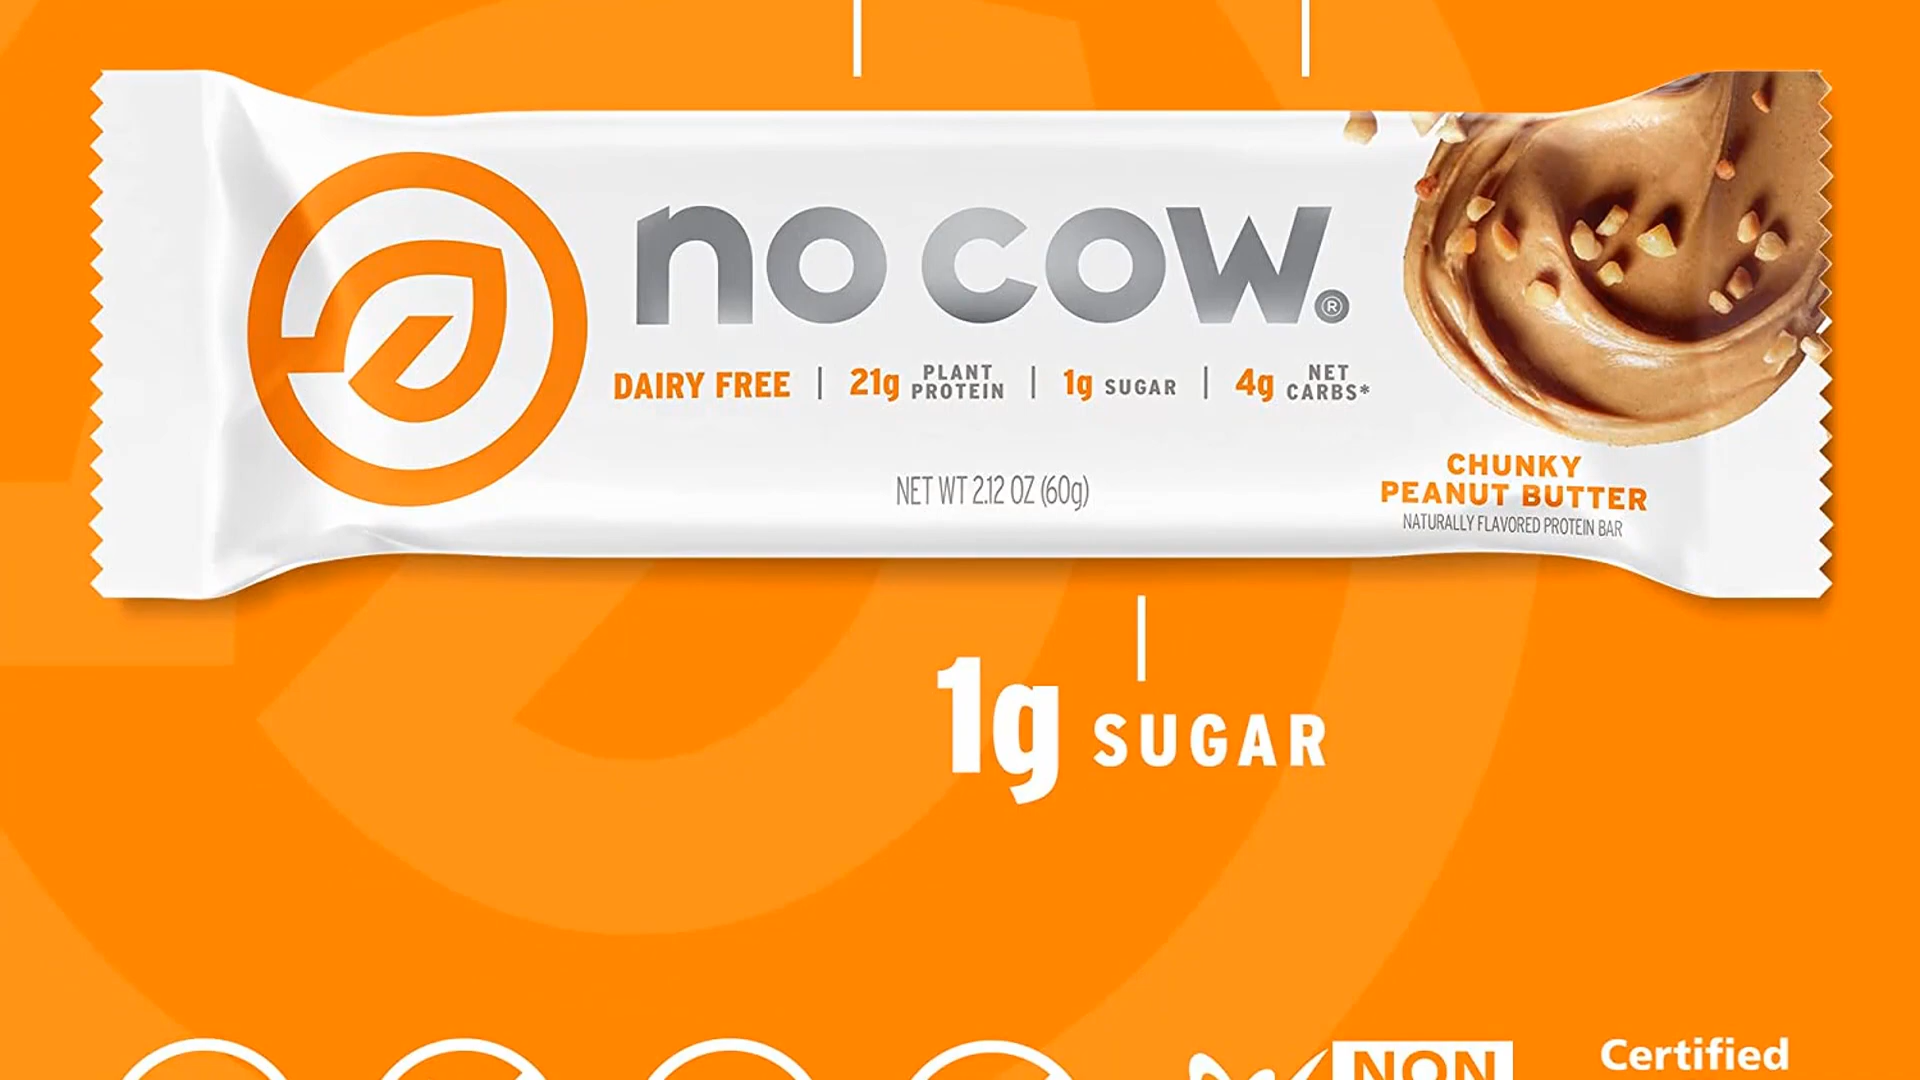 no cow.®
DAIRY FREE | 21g PLANT PROTEIN | 1g SUGAR | 4g NET CARBS*
NET WT 2.12 OZ (60g)
CHUNKY
PEANUT BUTTER
NATURALLY FLAVORED PROTEIN BAR
1g SUGAR
NON
Certified